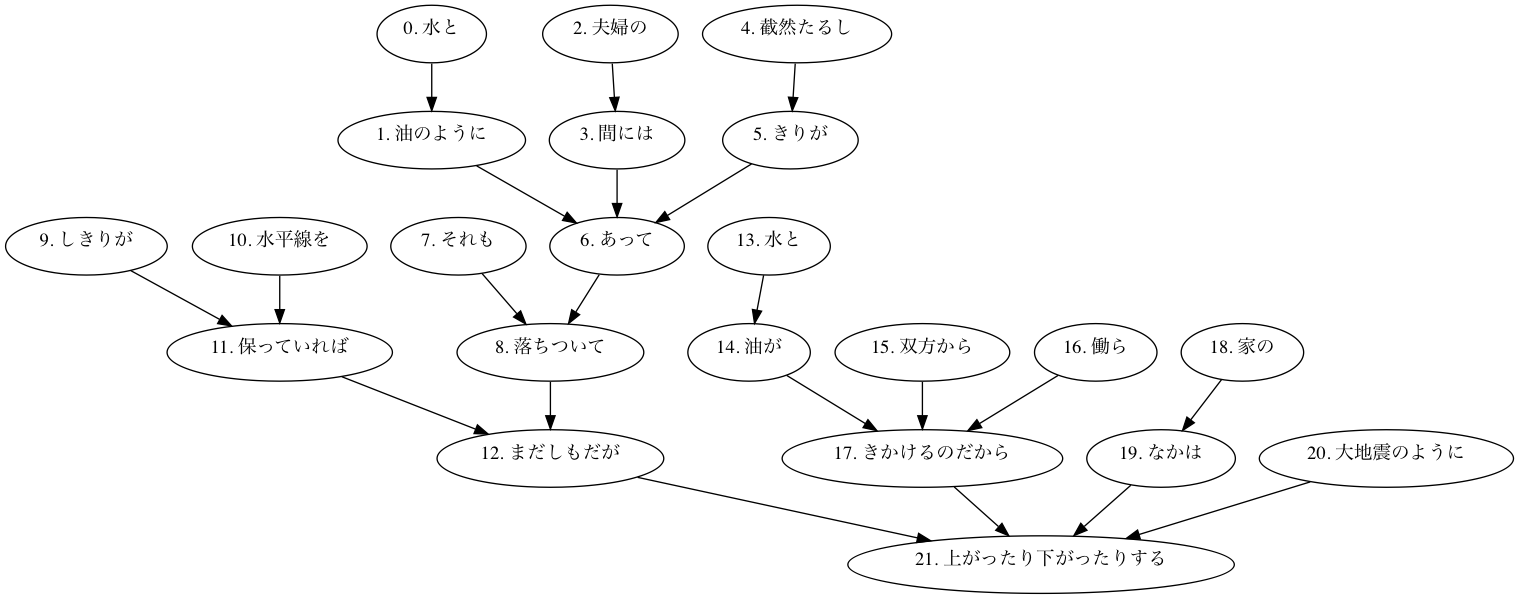 0. 水と
2. 夫婦の
4. 截然たるし
1. 油のように
3. 間には
5. きりが
9. しきりが
10. 水平線を
7. それも
6. あって
13. 水と
11. 保っていれば
8. 落ちついて
14. 油が
15. 双方から
16. 働ら
18. 家の
12. まだしもだが
17. きかけるのだから
19. なかは
20. 大地震のように
21. 上がったり下がったりする